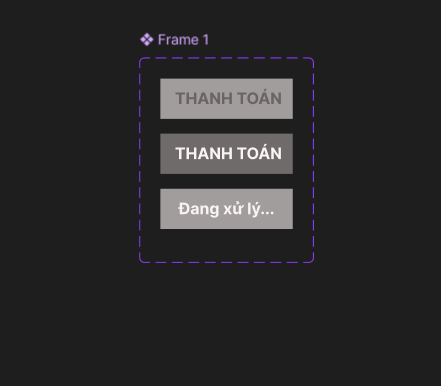 Frame 1
THANH TOÁN
THANH TOÁN
Đang xử lý...